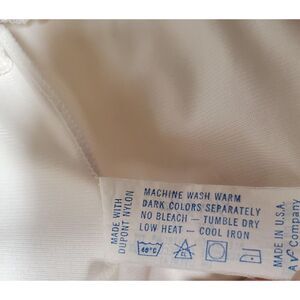 MADE WITH
DUPONT NYLON
MACHINE WASH WARM
DARK COLORS SEPARATELY
NO BLEACH — TUMBLE DRY
LOW HEAT — COOL IRON
MADE IN U.S.A.
A vf Company